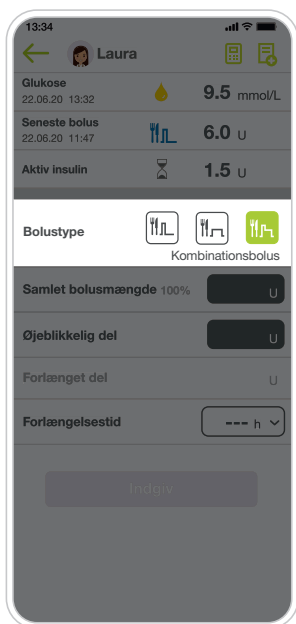 13:34
Laura
Glukose
22.06.20 13:32
9.5 mmol/L
Seneste bolus
22.06.20 11:47
6.0 U
Aktiv insulin
1.5 U
Bolustype
Kombinationsbolus
Samlet bolusmængde 100%
U
Øjeblikkelig del
U
Forlænget del
U
Forlængelsestid
--- h
Indgiv